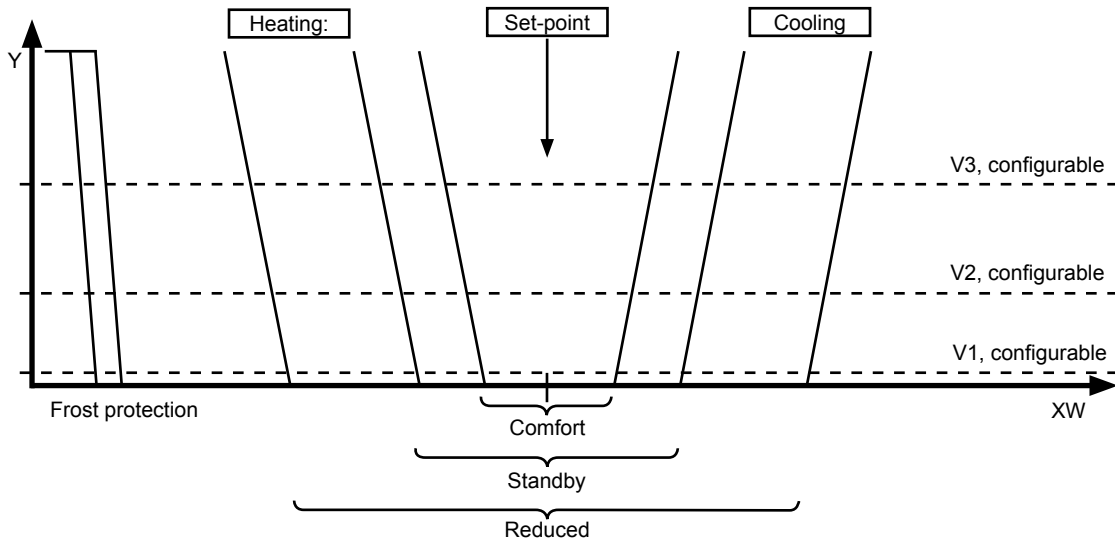 Heating:
Set-point
Cooling
Y
V3, configurable
V2, configurable
V1, configurable
Frost protection
XW
Comfort
Standby
Reduced